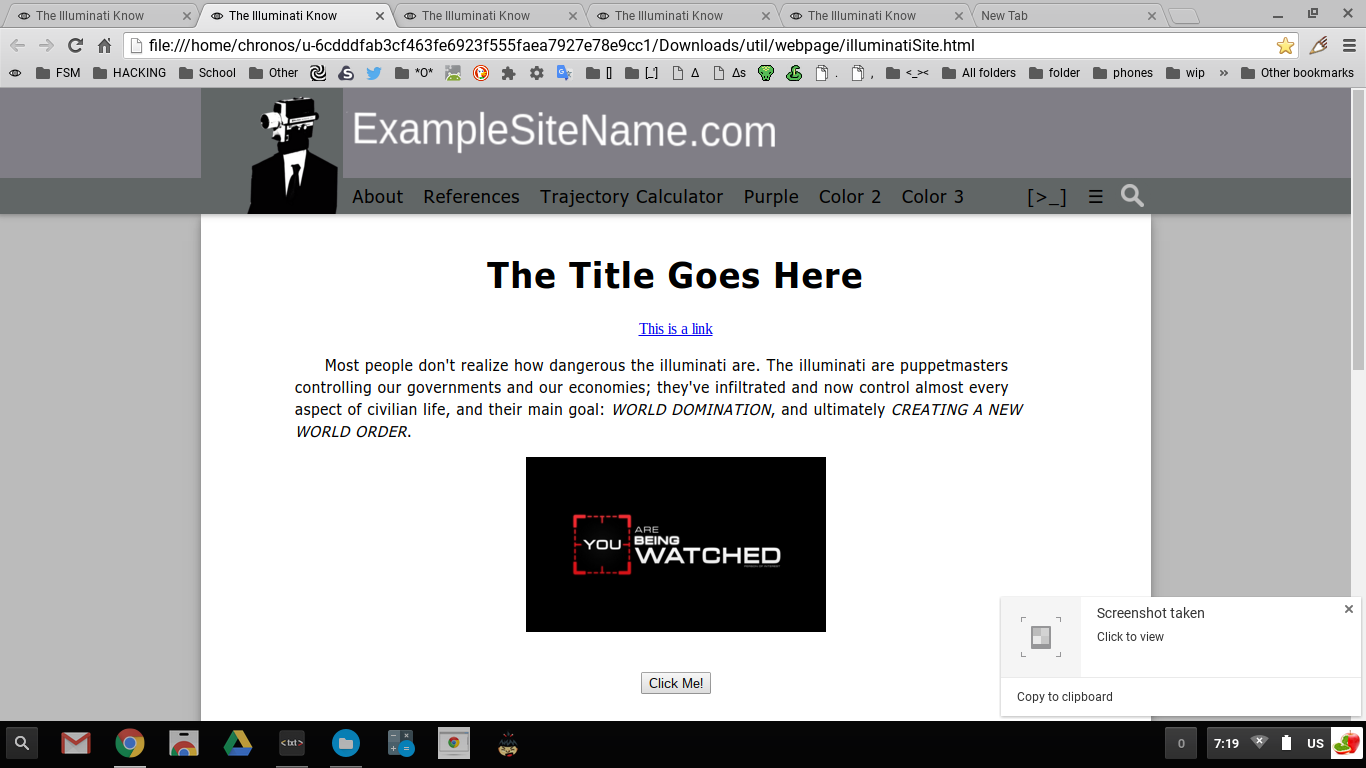 The Illuminati Know
The Illuminati Know
The Illuminati Know
The Illuminati Know
The Illuminati Know
New Tab
file:///home/chronos/u-6cdddfab3cf463fe6923f555faea7927e78e9cc1/Downloads/util/webpage/illuminatiSite.html
FSM HACKING School Other *O* [] [_] Δ Δs . , <_>< All folders folder phones wip » Other bookmarks
ExampleSiteName.com
About References Trajectory Calculator Purple Color 2 Color 3 [>_] ☰
The Title Goes Here
This is a link
Most people don't realize how dangerous the illuminati are. The illuminati are puppetmasters
controlling our governments and our economies; they've infiltrated and now control almost every
aspect of civilian life, and their main goal: WORLD DOMINATION, and ultimately CREATING A NEW
WORLD ORDER.
YOU
ARE
BEING
WATCHED
Click Me!
Screenshot taken
Click to view
Copy to clipboard
<txt>
0
7:19 US